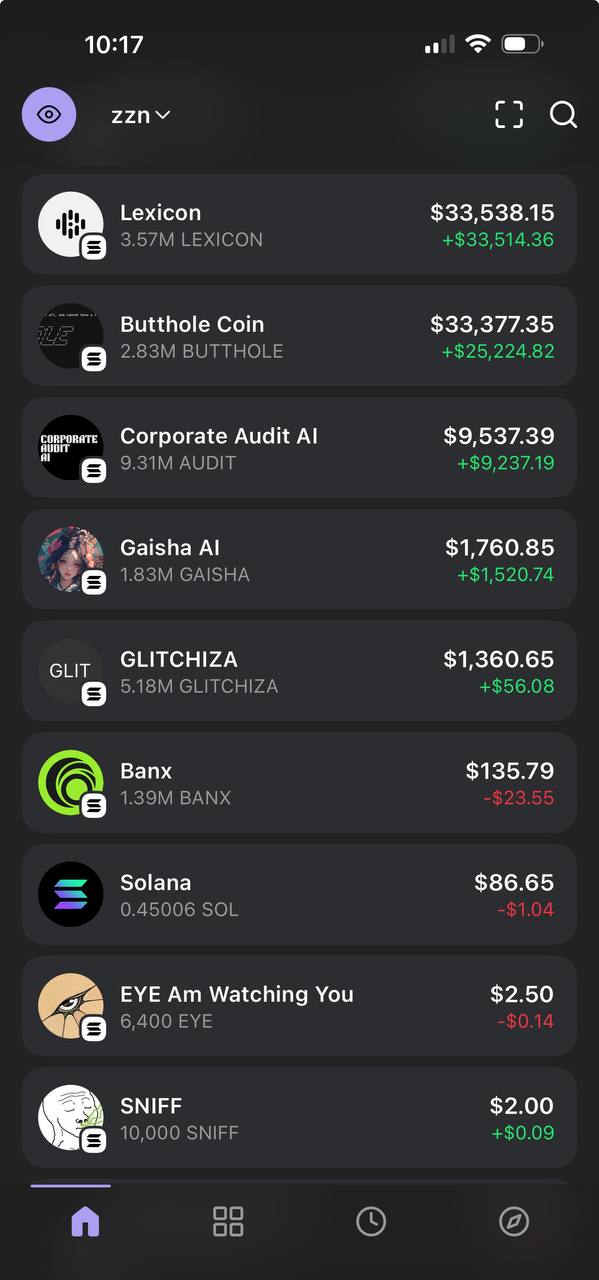 10:17
zzn
Lexicon
$33,538.15
3.57M LEXICON
+$33,514.36
Butthole Coin
$33,377.35
2.83M BUTTHOLE
+$25,224.82
CORPORATE
AUDIT
AI
Corporate Audit AI
$9,537.39
9.31M AUDIT
+$9,237.19
Gaisha AI
$1,760.85
1.83M GAISHA
+$1,520.74
GLIT
GLITCHIZA
$1,360.65
5.18M GLITCHIZA
+$56.08
Banx
$135.79
1.39M BANX
-$23.55
Solana
$86.65
0.45006 SOL
-$1.04
EYE Am Watching You
$2.50
6,400 EYE
-$0.14
SNIFF
$2.00
10,000 SNIFF
+$0.09